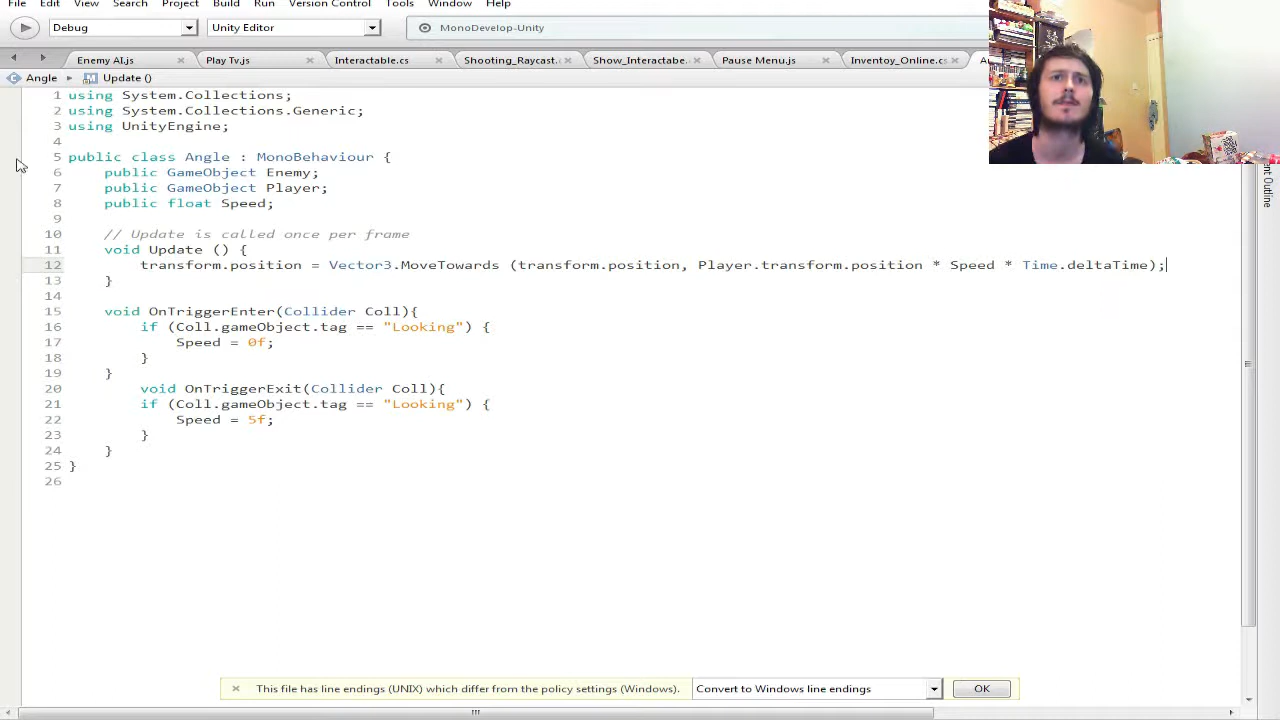 File Edit View Search Project Build Run Version Control Tools Window Help
Debug Unity Editor MonoDevelop-Unity
Enemy AI.js Play Tv.js Interactable.cs Shooting_Raycast. Show_Interactabe. Pause Menu.js Inventoy_Online.cs
Angle Update ()
1 using System.Collections;
2 using System.Collections.Generic;
3 using UnityEngine;
4
5 public class Angle : MonoBehaviour {
6 public GameObject Enemy;
7 public GameObject Player;
8 public float Speed;
9
10 // Update is called once per frame
11 void Update () {
12 transform.position = Vector3.MoveTowards (transform.position, Player.transform.position * Speed * Time.deltaTime);
13 }
14
15 void OnTriggerEnter(Collider Coll){
16 if (Coll.gameObject.tag == "Looking") {
17 Speed = 0f;
18 }
19 }
20 void OnTriggerExit(Collider Coll){
21 if (Coll.gameObject.tag == "Looking") {
22 Speed = 5f;
23 }
24 }
25 }
26
This file has line endings (UNIX) which differ from the policy settings (Windows). Convert to Windows line endings OK
ent Outline